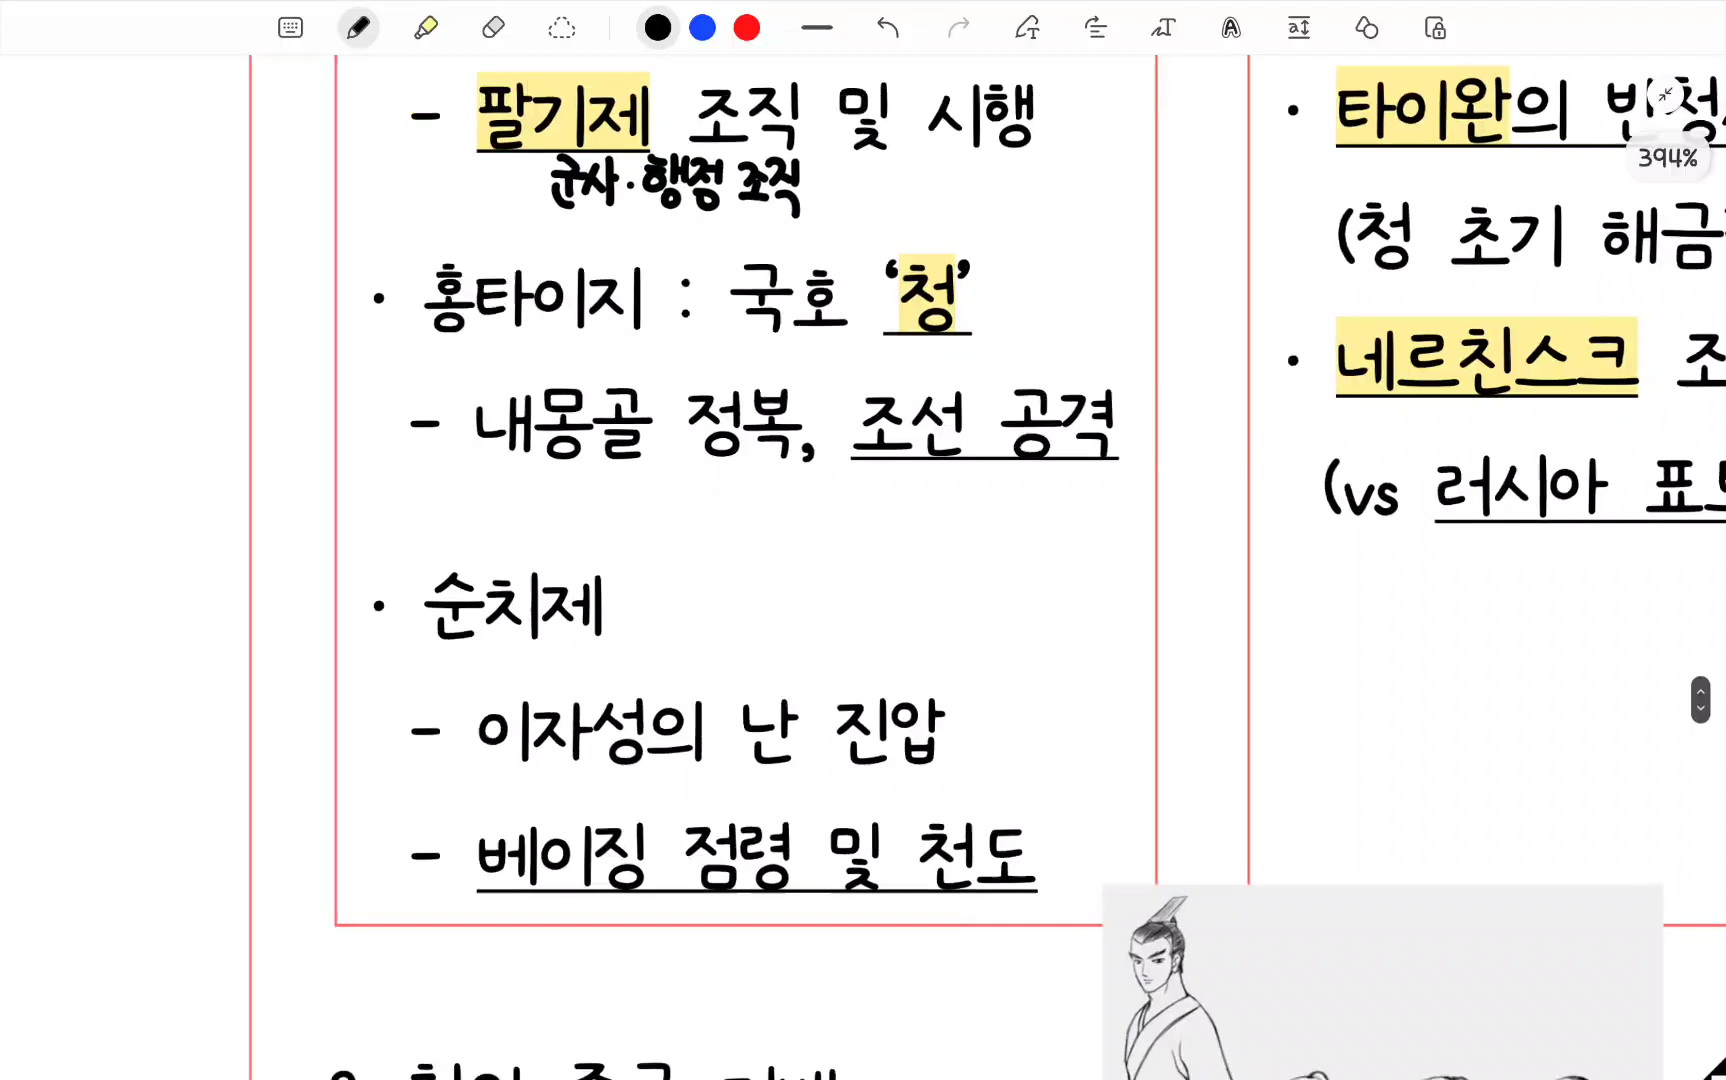 - 팔기제 조직 및 시행
군사·행정 조직
· 홍타이지 : 국호 ‘청’
- 내몽골 정복, 조선 공격
· 순치제
- 이자성의 난 진압
- 베이징 점령 및 천도
· 타이완의
394%
(청 초기 해금
· 네르친스크 조
(vs 러시아